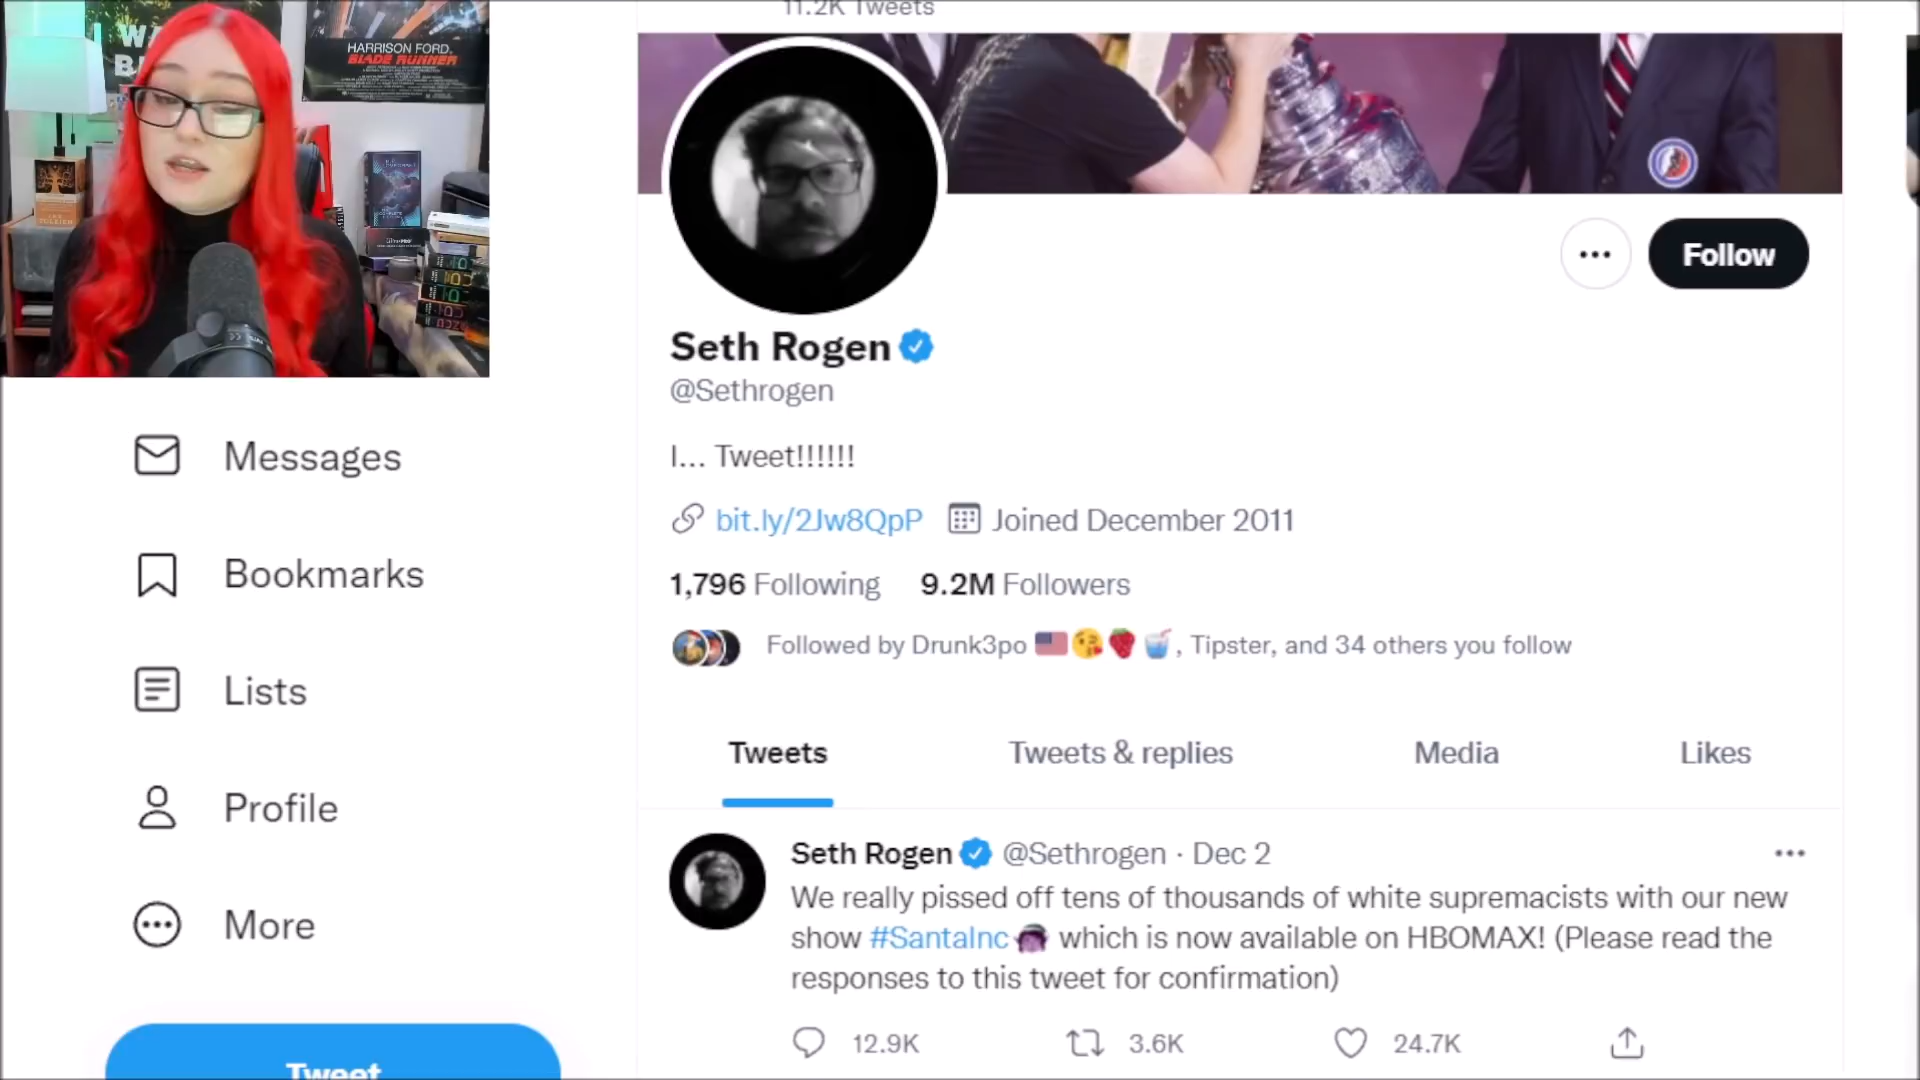 11.2K Tweets
HARRISON FORD
BLADE RUNNER
Follow
Seth Rogen
@Sethrogen
I... Tweet!!!!!!
bit.ly/2Jw8QpP Joined December 2011
1,796 Following 9.2M Followers
Followed by Drunk3po, Tipster, and 34 others you follow
Messages
Bookmarks
Lists
Profile
More
Tweet
Tweets Tweets & replies Media Likes
Seth Rogen @Sethrogen · Dec 2
We really pissed off tens of thousands of white supremacists with our new
show #SantaInc which is now available on HBOMAX! (Please read the
responses to this tweet for confirmation)
12.9K 3.6K 24.7K